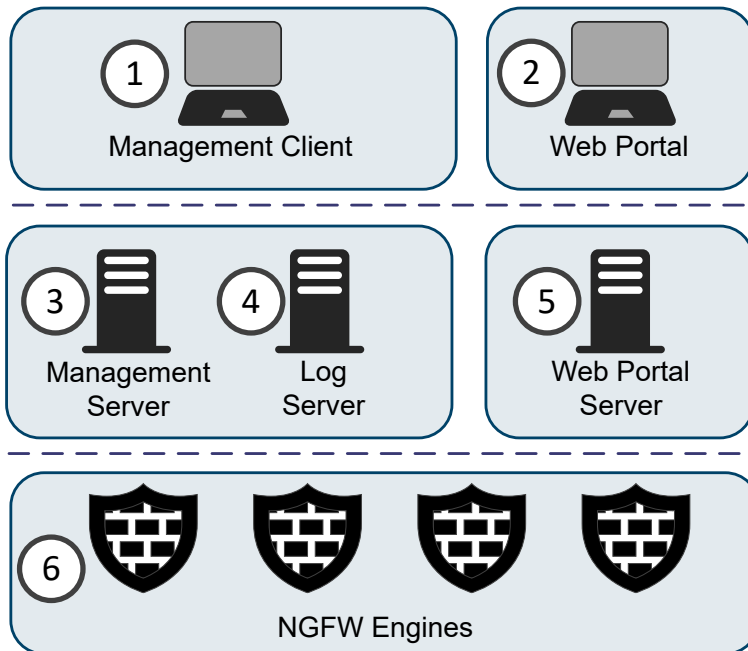 1
Management Client
2
Web Portal
3
Management
Server
4
Log
Server
5
Web Portal
Server
6
NGFW Engines